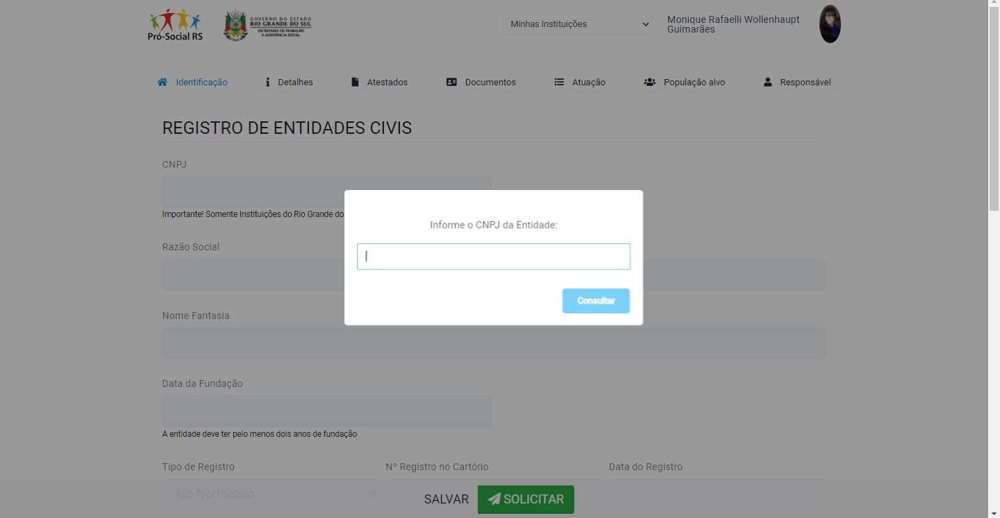 Pró-Social RS
GOVERNO DO ESTADO
RIO GRANDE DO SUL
SECRETARIA DE TRABALHO
E ASSISTÊNCIA SOCIAL
Minhas Instituições
Monique Rafaelli Wollenhaupt
Guimarães
Identificação
Detalhes
Atestados
Documentos
Atuação
População alvo
Responsável
REGISTRO DE ENTIDADES CIVIS
CNPJ
Importante! Somente Instituições do Rio Grande do
Informe o CNPJ da Entidade:
Consultar
Razão Social
Nome Fantasia
Data da Fundação
A entidade deve ter pelo menos dois anos de fundação
Tipo de Registro
Nº Registro no Cartório
Data do Registro
Ato Normativo
SALVAR
SOLICITAR